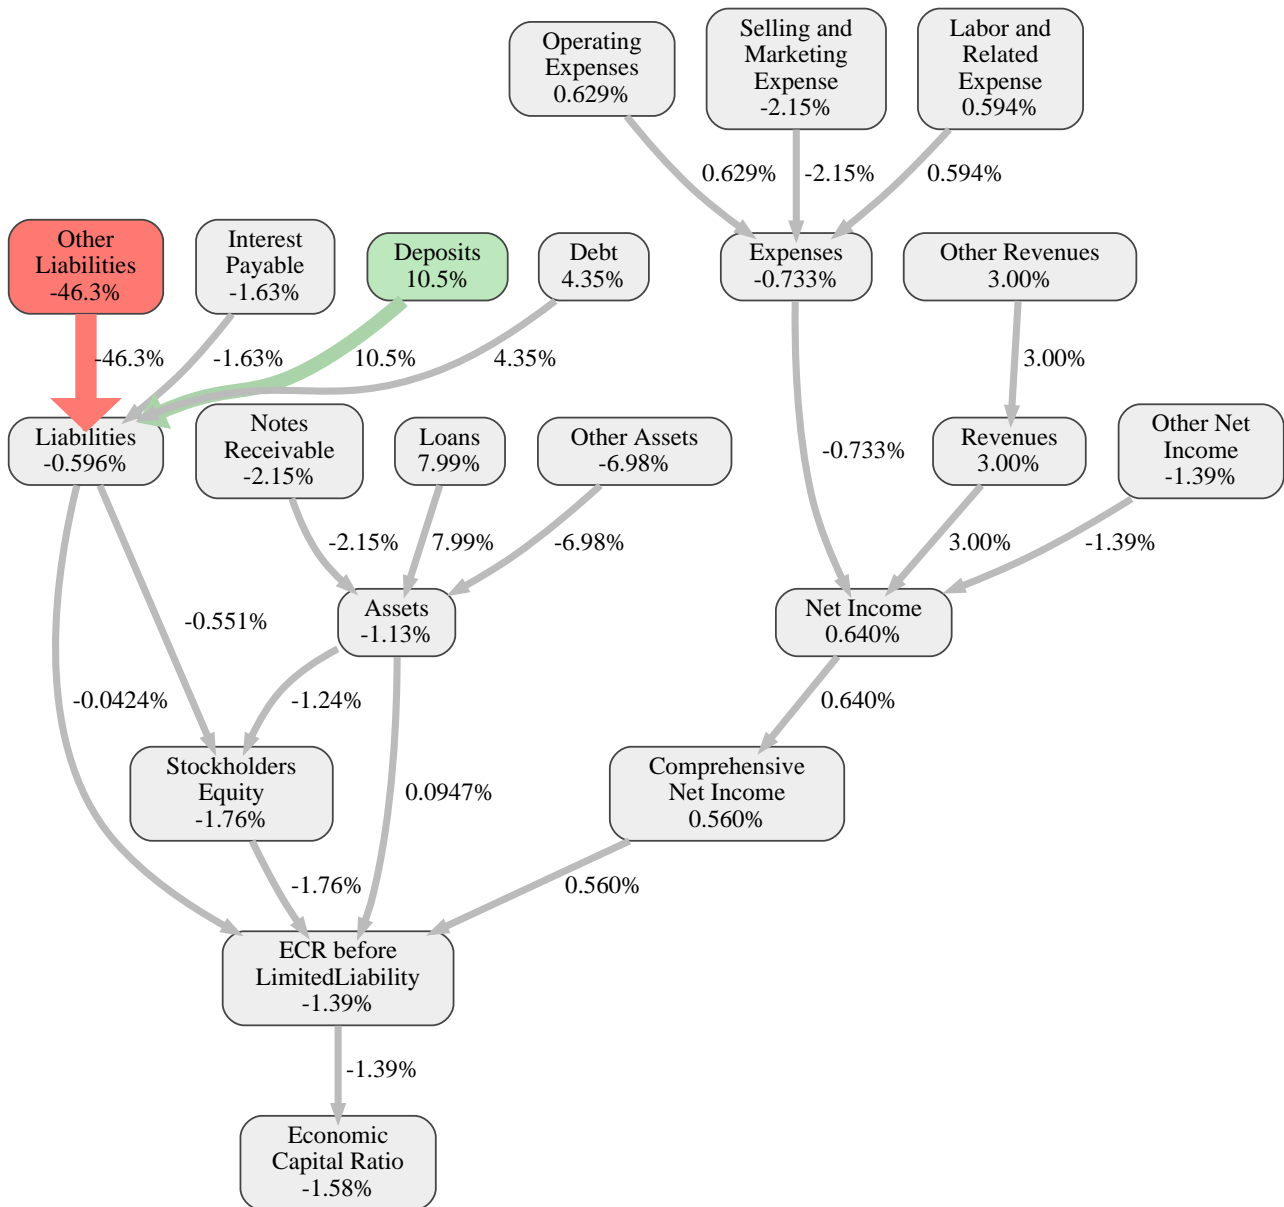 Operating
Expenses
0.629%
Selling and
Marketing
Expense
-2.15%
Labor and
Related
Expense
0.594%
0.629%
-2.15%
0.594%
Other
Liabilities
-46.3%
Interest
Payable
-1.63%
Deposits
10.5%
Debt
4.35%
Expenses
-0.733%
Other Revenues
3.00%
-46.3%
-1.63%
10.5%
4.35%
3.00%
Liabilities
-0.596%
Notes
Receivable
-2.15%
Loans
7.99%
Other Assets
-6.98%
-0.733%
Revenues
3.00%
Other Net
Income
-1.39%
-2.15%
7.99%
-6.98%
3.00%
-1.39%
-0.551%
Assets
-1.13%
Net Income
0.640%
-0.0424%
-1.24%
0.640%
Stockholders
Equity
-1.76%
0.0947%
Comprehensive
Net Income
0.560%
-1.76%
0.560%
ECR before
LimitedLiability
-1.39%
-1.39%
Economic
Capital Ratio
-1.58%